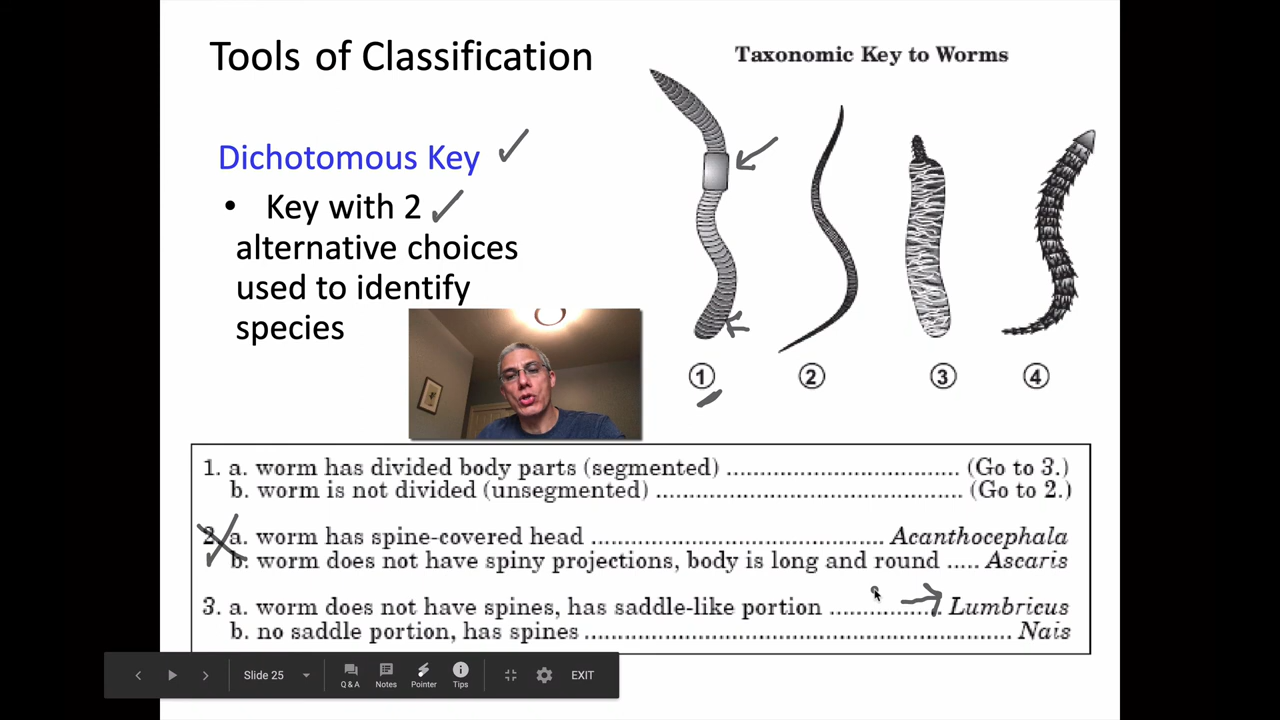 Tools of Classification
Taxonomic Key to Worms
Dichotomous Key
• Key with 2
alternative choices
used to identify
species
① ② ③ ④
1. a. worm has divided body parts (segmented) .................................... (Go to 3.)
b. worm is not divided (unsegmented) ............................................... (Go to 2.)
2. a. worm has spine-covered head ............................................. Acanthocephala
b. worm does not have spiny projections, body is long and round ..... Ascaris
3. a. worm does not have spines, has saddle-like portion ................. Lumbricus
b. no saddle portion, has spines ................................................................. Nais
Slide 25
Q & A
Notes
Pointer
Tips
EXIT